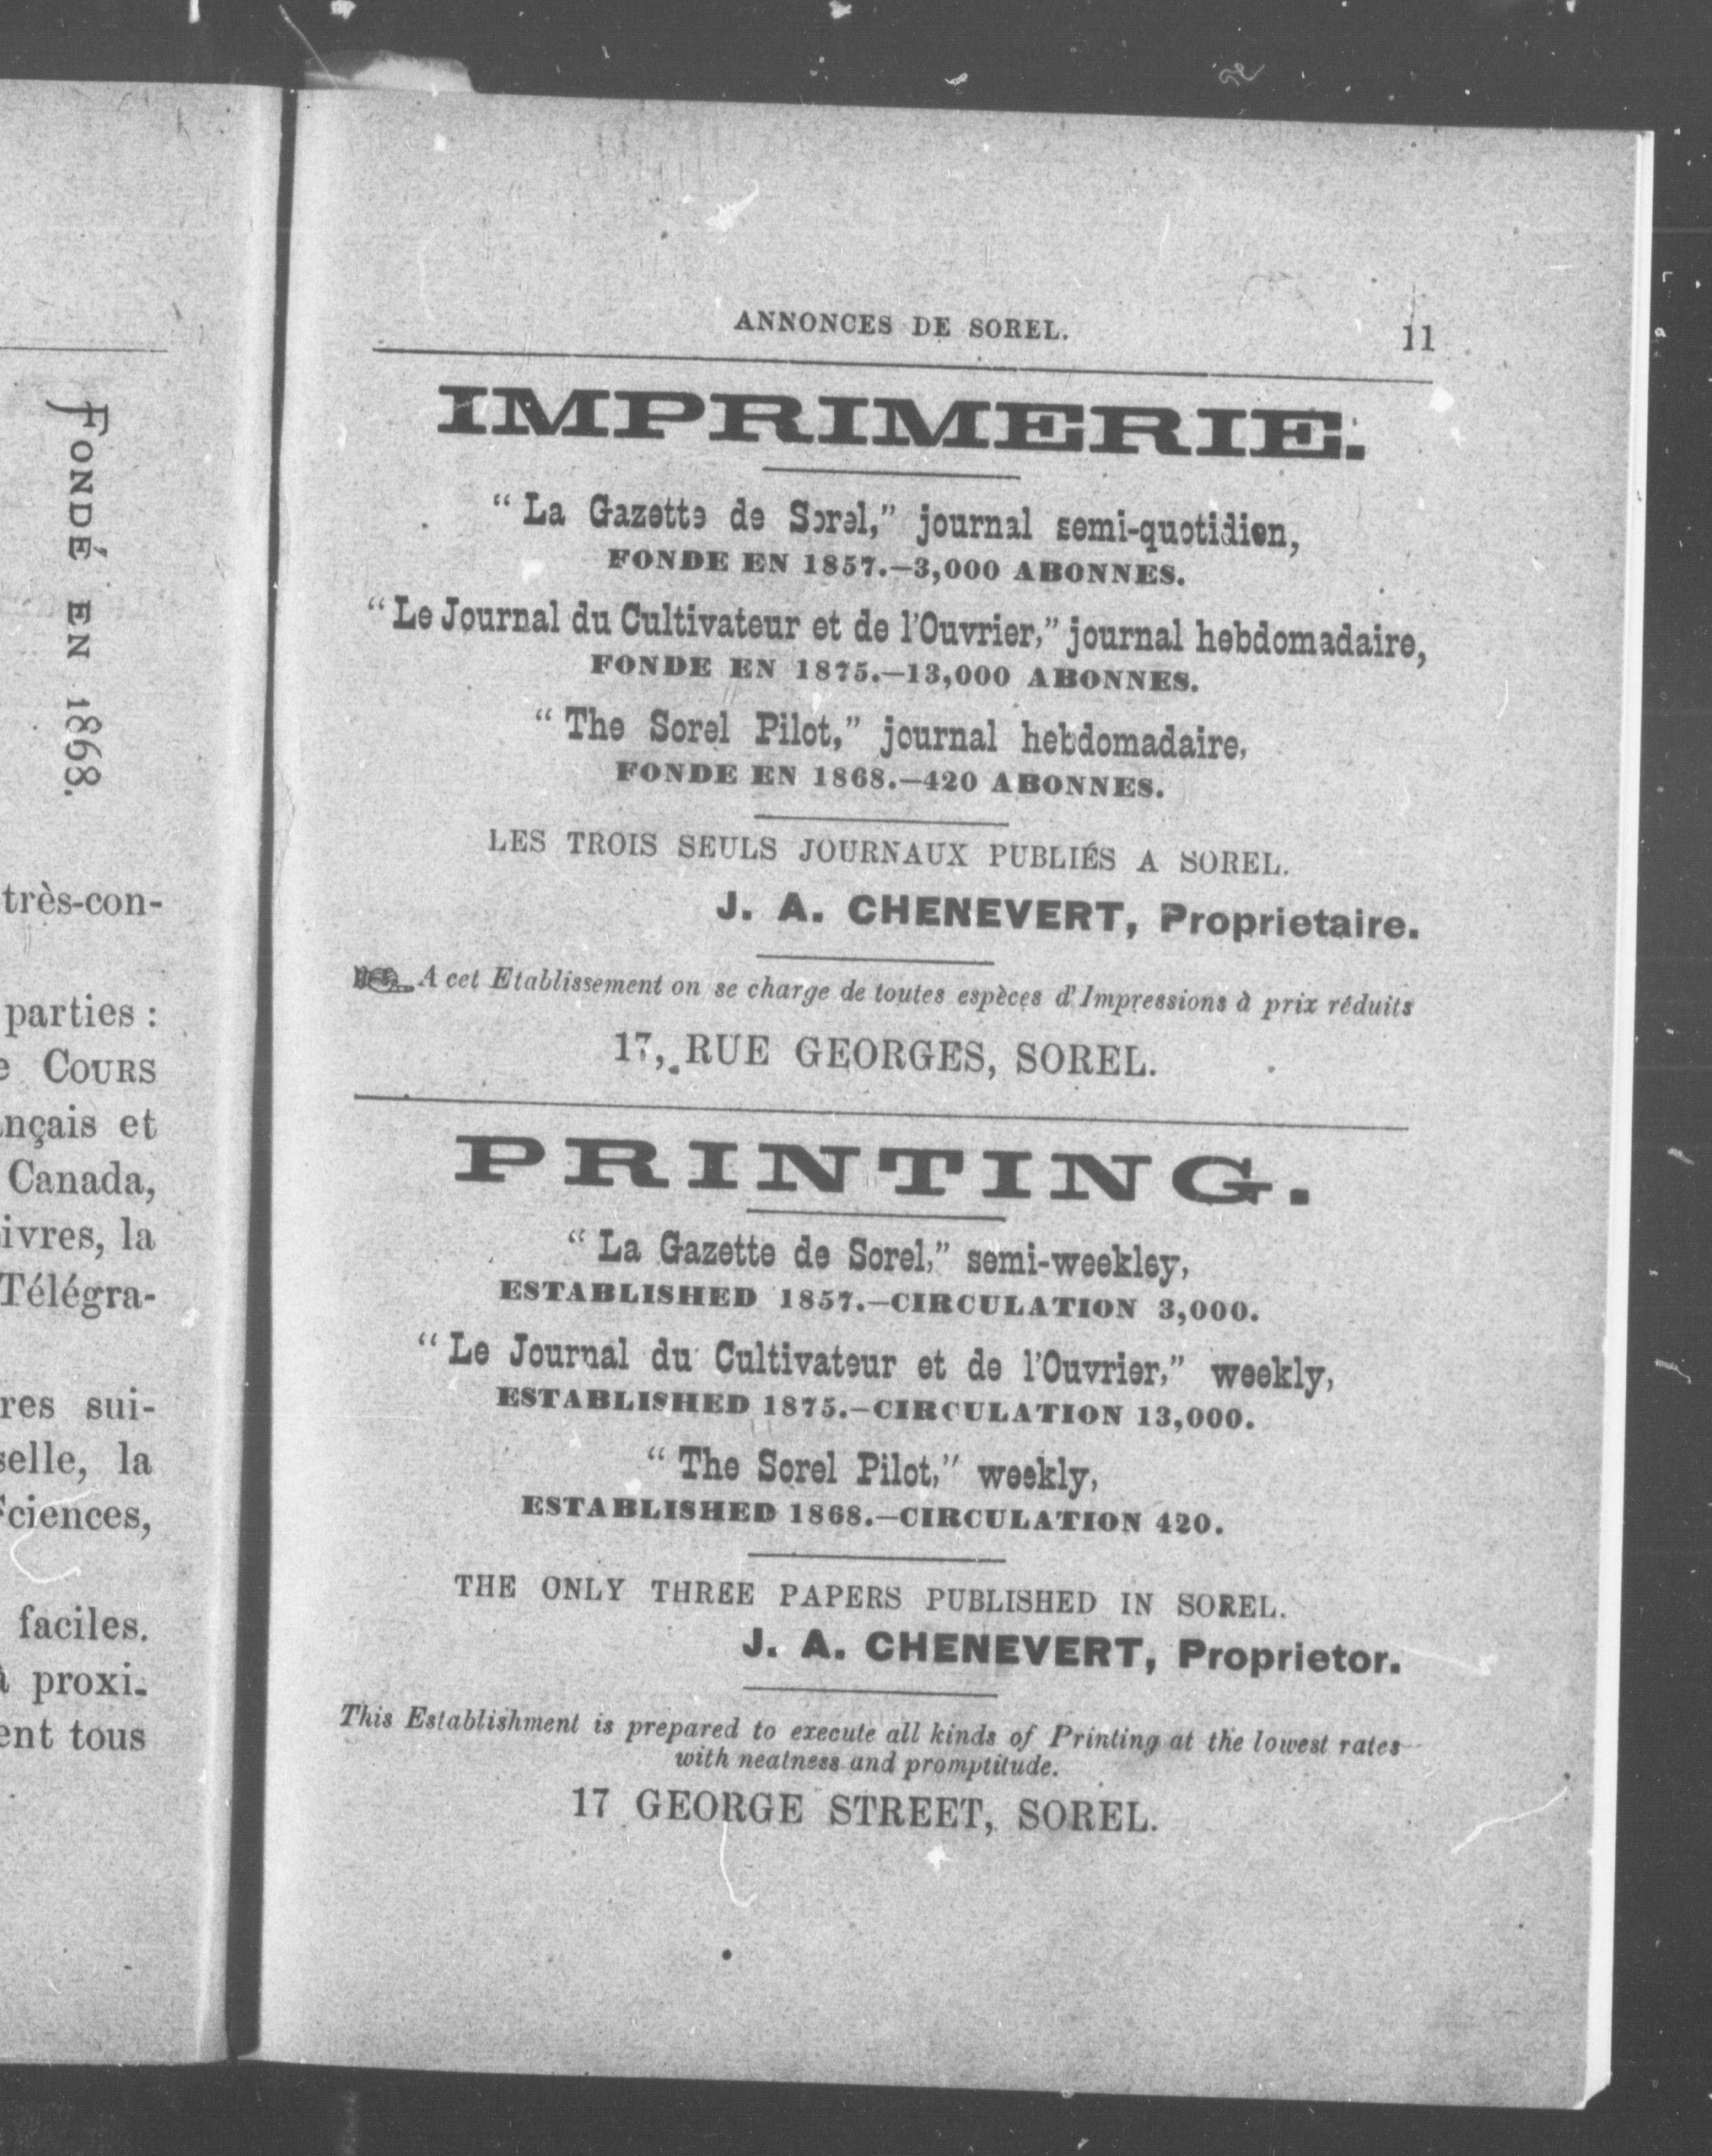 FONDÉ EN 1868.
très-con-
parties :
COURS
et
Canada,
la
Télégra-
sui-
la
faciles.
proxi-
tous
ANNONCES DE SOREL. 11
IMPRIMERIE.
“ La Gazette de Sorel,” journal semi-quotidien,
FONDE EN 1857.—3,000 ABONNES.
“ Le Journal du Cultivateur et de l'Ouvrier,” journal hebdomadaire,
FONDE EN 1875.—13,000 ABONNES.
“ The Sorel Pilot,” journal hebdomadaire,
FONDE EN 1868.—420 ABONNES.
LES TROIS SEULS JOURNAUX PUBLIÉS A SOREL.
J. A. CHENEVERT, Proprietaire.
A cet Etablissement on se charge de toutes espèces d'Impressions à prix réduits
17, RUE GEORGES, SOREL.
PRINTING.
“ La Gazette de Sorel,” semi-weekley,
ESTABLISHED 1857.—CIRCULATION 3,000.
“ Le Journal du Cultivateur et de l'Ouvrier,” weekly,
ESTABLISHED 1875.—CIRCULATION 13,000.
“ The Sorel Pilot,” weekly,
ESTABLISHED 1868.—CIRCULATION 420.
THE ONLY THREE PAPERS PUBLISHED IN SOREL.
J. A. CHENEVERT, Proprietor.
This Establishment is prepared to execute all kinds of Printing at the lowest rates
with neatness and promptitude.
17 GEORGE STREET, SOREL.